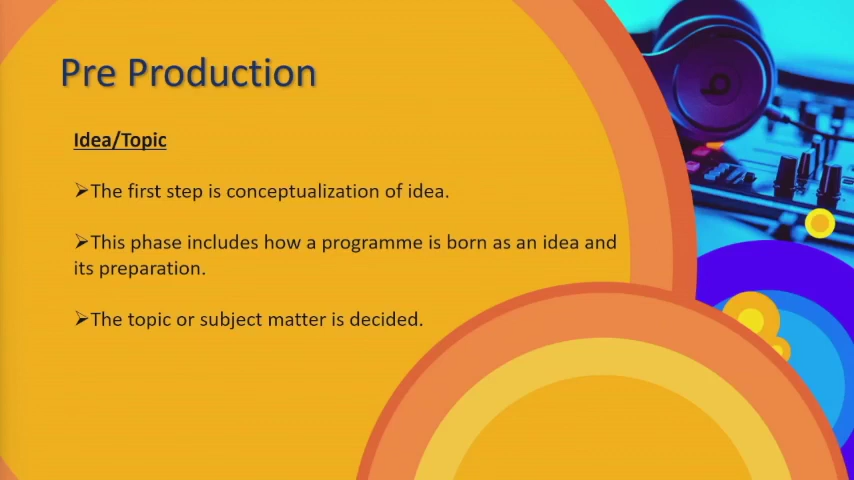 Pre Production
Idea/Topic
➢The first step is conceptualization of idea.
➢This phase includes how a programme is born as an idea and
its preparation.
➢The topic or subject matter is decided.